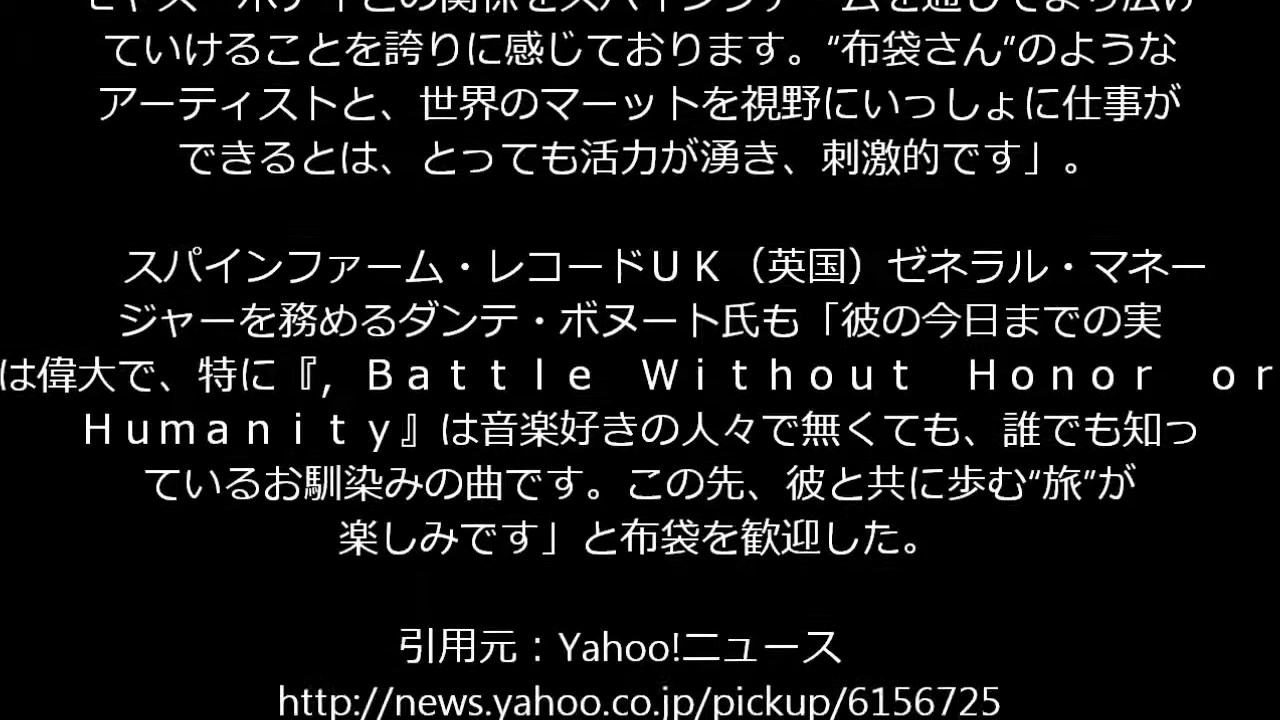 ていけることを誇りに感じております。“布袋さん”のような
アーティストと、世界のマーットを視野にいっしょに仕事が
できるとは、とっても活力が湧き、刺激的です」。
スパインファーム・レコードＵＫ（英国）ゼネラル・マネー
ジャーを務めるダンテ・ボヌート氏も「彼の今日までの実
は偉大で、特に『，Ｂａｔｔｌｅ　Ｗｉｔｈｏｕｔ　Ｈｏｎｏｒ　ｏｒ
Ｈｕｍａｎｉｔｙ』は音楽好きの人々で無くても、誰でも知っ
ているお馴染みの曲です。この先、彼と共に歩む“旅”が
楽しみです」と布袋を歓迎した。
引用元：Yahoo!ニュース
http://news.yahoo.co.jp/pickup/6156725